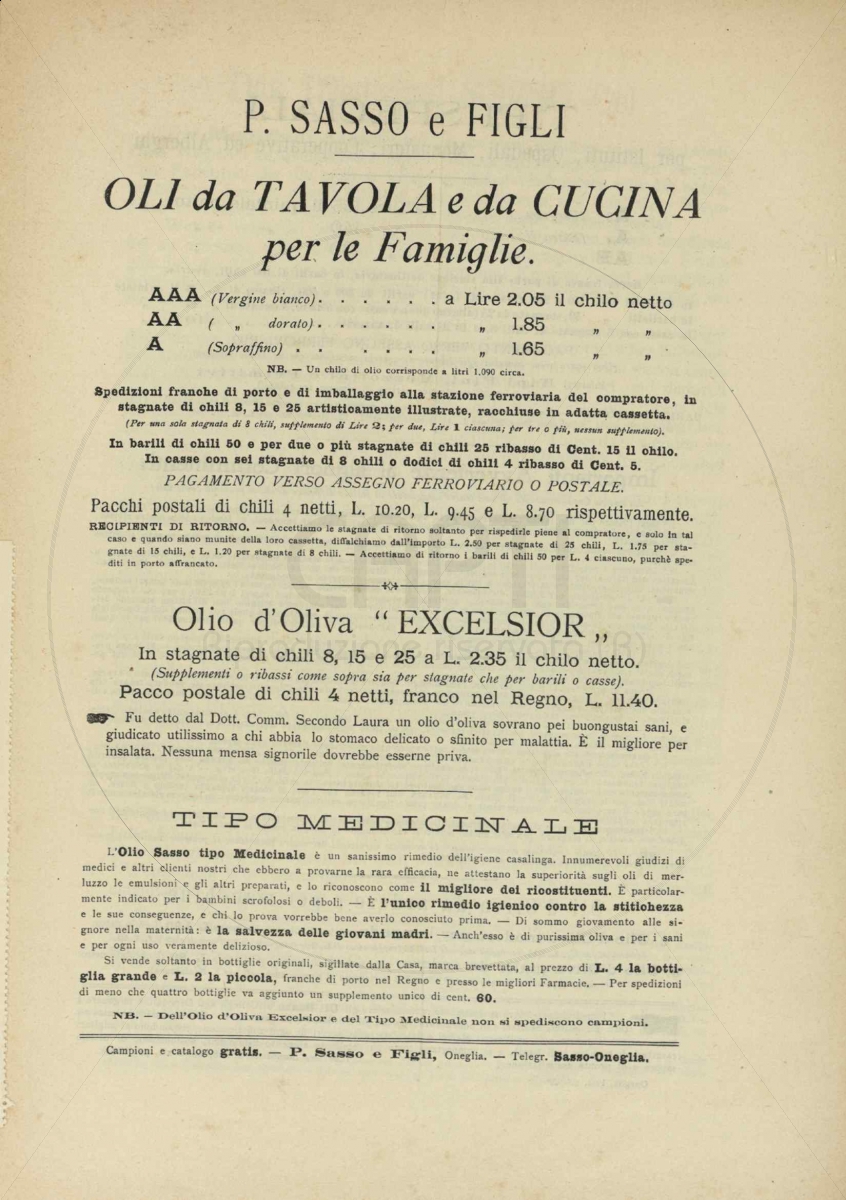 P. SASSO e FIGLI
OLI da TAVOLA e da CUCINA
per le Famiglie.
AAA (Vergine bianco) . . . . . . a Lire 2.05 il chilo netto
AA ( „ dorato) . . . . . . „ 1.85 „ „
A (Sopraffino) . . . . . . „ 1.65 „ „
NB. — Un chilo di olio corrisponde a litri 1.090 circa.
Spedizioni franche di porto e di imballaggio alla stazione ferroviaria del compratore, in
stagnate di chili 8, 15 e 25 artisticamente illustrate, racchiuse in adatta cassetta.
(Per una sola stagnata di 8 chili, supplemento di Lire 2; per due, Lire 1 ciascuna; per tre o più, nessun supplemento).
In barili di chili 50 e per due o più stagnate di chili 25 ribasso di Cent. 15 il chilo.
In casse con sei stagnate di 8 chili o dodici di chili 4 ribasso di Cent. 5.
PAGAMENTO VERSO ASSEGNO FERROVIARIO O POSTALE.
Pacchi postali di chili 4 netti, L. 10.20, L. 9.45 e L. 8.70 rispettivamente.
RECIPIENTI DI RITORNO. — Accettiamo le stagnate di ritorno soltanto per rispedirle piene al compratore, e solo in tal
caso e quando siano munite della loro cassetta, diffalchiamo dall'importo L. 2.50 per stagnate di 25 chili, L. 1.75 per sta-
gnate di 15 chili, e L. 1.20 per stagnate di 8 chili. — Accettiamo di ritorno i barili di chili 50 per L. 4 ciascuno, purchè spe-
diti in porto affrancato.
Olio d'Oliva “ EXCELSIOR „
In stagnate di chili 8, 15 e 25 a L. 2.35 il chilo netto.
(Supplementi o ribassi come sopra sia per stagnate che per barili o casse).
Pacco postale di chili 4 netti, franco nel Regno, L. 11.40.
Fu detto dal Dott. Comm. Secondo Laura un olio d'oliva sovrano pei buongustai sani, e
giudicato utilissimo a chi abbia lo stomaco delicato o sfinito per malattia. È il migliore per
insalata. Nessuna mensa signorile dovrebbe esserne priva.
TIPO MEDICINALE
L'Olio Sasso tipo Medicinale è un sanissimo rimedio dell'igiene casalinga. Innumerevoli giudizi di
medici e altri clienti nostri che ebbero a provarne la rara efficacia, ne attestano la superiorità sugli oli di mer-
luzzo le emulsioni e gli altri preparati, e lo riconoscono come il migliore dei ricostituenti. È particolar-
mente indicato per i bambini scrofolosi o deboli. — È l'unico rimedio igienico contro la stitichezza
e le sue conseguenze, e chi lo prova vorrebbe bene averlo conosciuto prima. — Di sommo giovamento alle si-
gnore nella maternità: è la salvezza delle giovani madri. — Anch'esso è di purissima oliva e per i sani
e per ogni uso veramente delizioso.
Si vende soltanto in bottiglie originali, sigillate dalla Casa, marca brevettata, al prezzo di L. 4 la botti-
glia grande e L. 2 la piccola, franche di porto nel Regno e presso le migliori Farmacie. — Per spedizioni
di meno che quattro bottiglie va aggiunto un supplemento unico di cent. 60.
NB. — Dell'Olio d'Oliva Excelsior e del Tipo Medicinale non si spediscono campioni.
Campioni e catalogo gratis. — P. Sasso e Figli, Oneglia. — Telegr. Sasso-Oneglia.